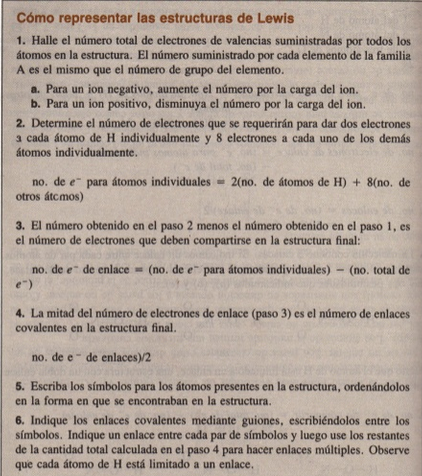 Cómo representar las estructuras de Lewis
1. Halle el número total de electrones de valencias suministradas por todos los
átomos en la estructura. El número suministrado por cada elemento de la familia
A es el mismo que el número de grupo del elemento.
a. Para un ion negativo, aumente el número por la carga del ion.
b. Para un ion positivo, disminuya el número por la carga del ion.
2. Determine el número de electrones que se requerirán para dar dos electrones
a cada átomo de H individualmente y 8 electrones a cada uno de los demás
átomos individualmente.
no. de e⁻ para átomos individuales = 2(no. de átomos de H) + 8(no. de
otros átomos)
3. El número obtenido en el paso 2 menos el número obtenido en el paso 1, es
el número de electrones que deben compartirse en la estructura final:
no. de e⁻ de enlace = (no. de e⁻ para átomos individuales) − (no. total de
e⁻)
4. La mitad del número de electrones de enlace (paso 3) es el número de enlaces
covalentes en la estructura final.
no. de e⁻ de enlaces)/2
5. Escriba los símbolos para los átomos presentes en la estructura, ordenándolos
en la forma en que se encontraban en la estructura.
6. Indique los enlaces covalentes mediante guiones, escribiéndolos entre los
símbolos. Indique un enlace entre cada par de símbolos y luego use los restantes
de la cantidad total calculada en el paso 4 para hacer enlaces múltiples. Observe
que cada átomo de H está limitado a un enlace.